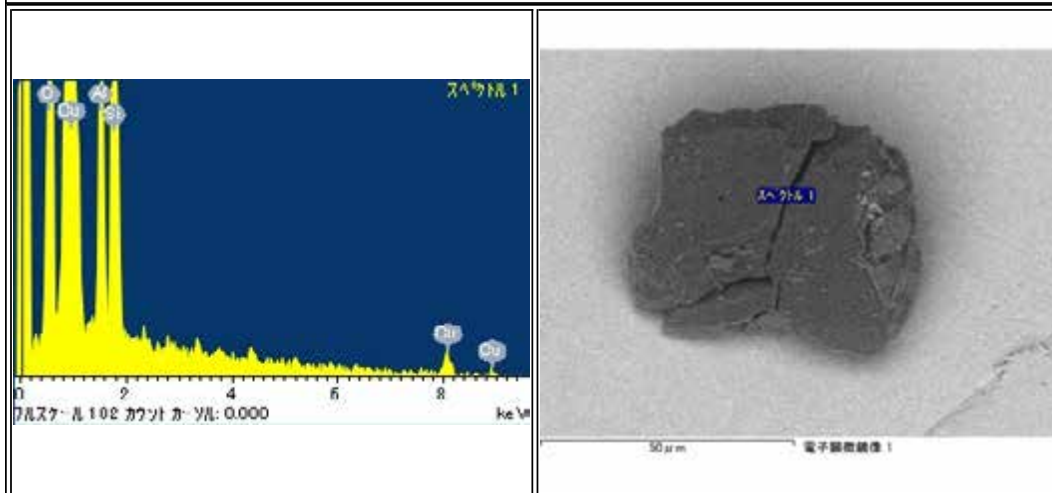 スペクトル 1
O
Cu
Al
Si
Cu
Cu
0 2 4 6 8
フルスケール 102 カウント カーソル: 0.000
keV
スペクトル 1
50μm
電子顕微鏡像 1